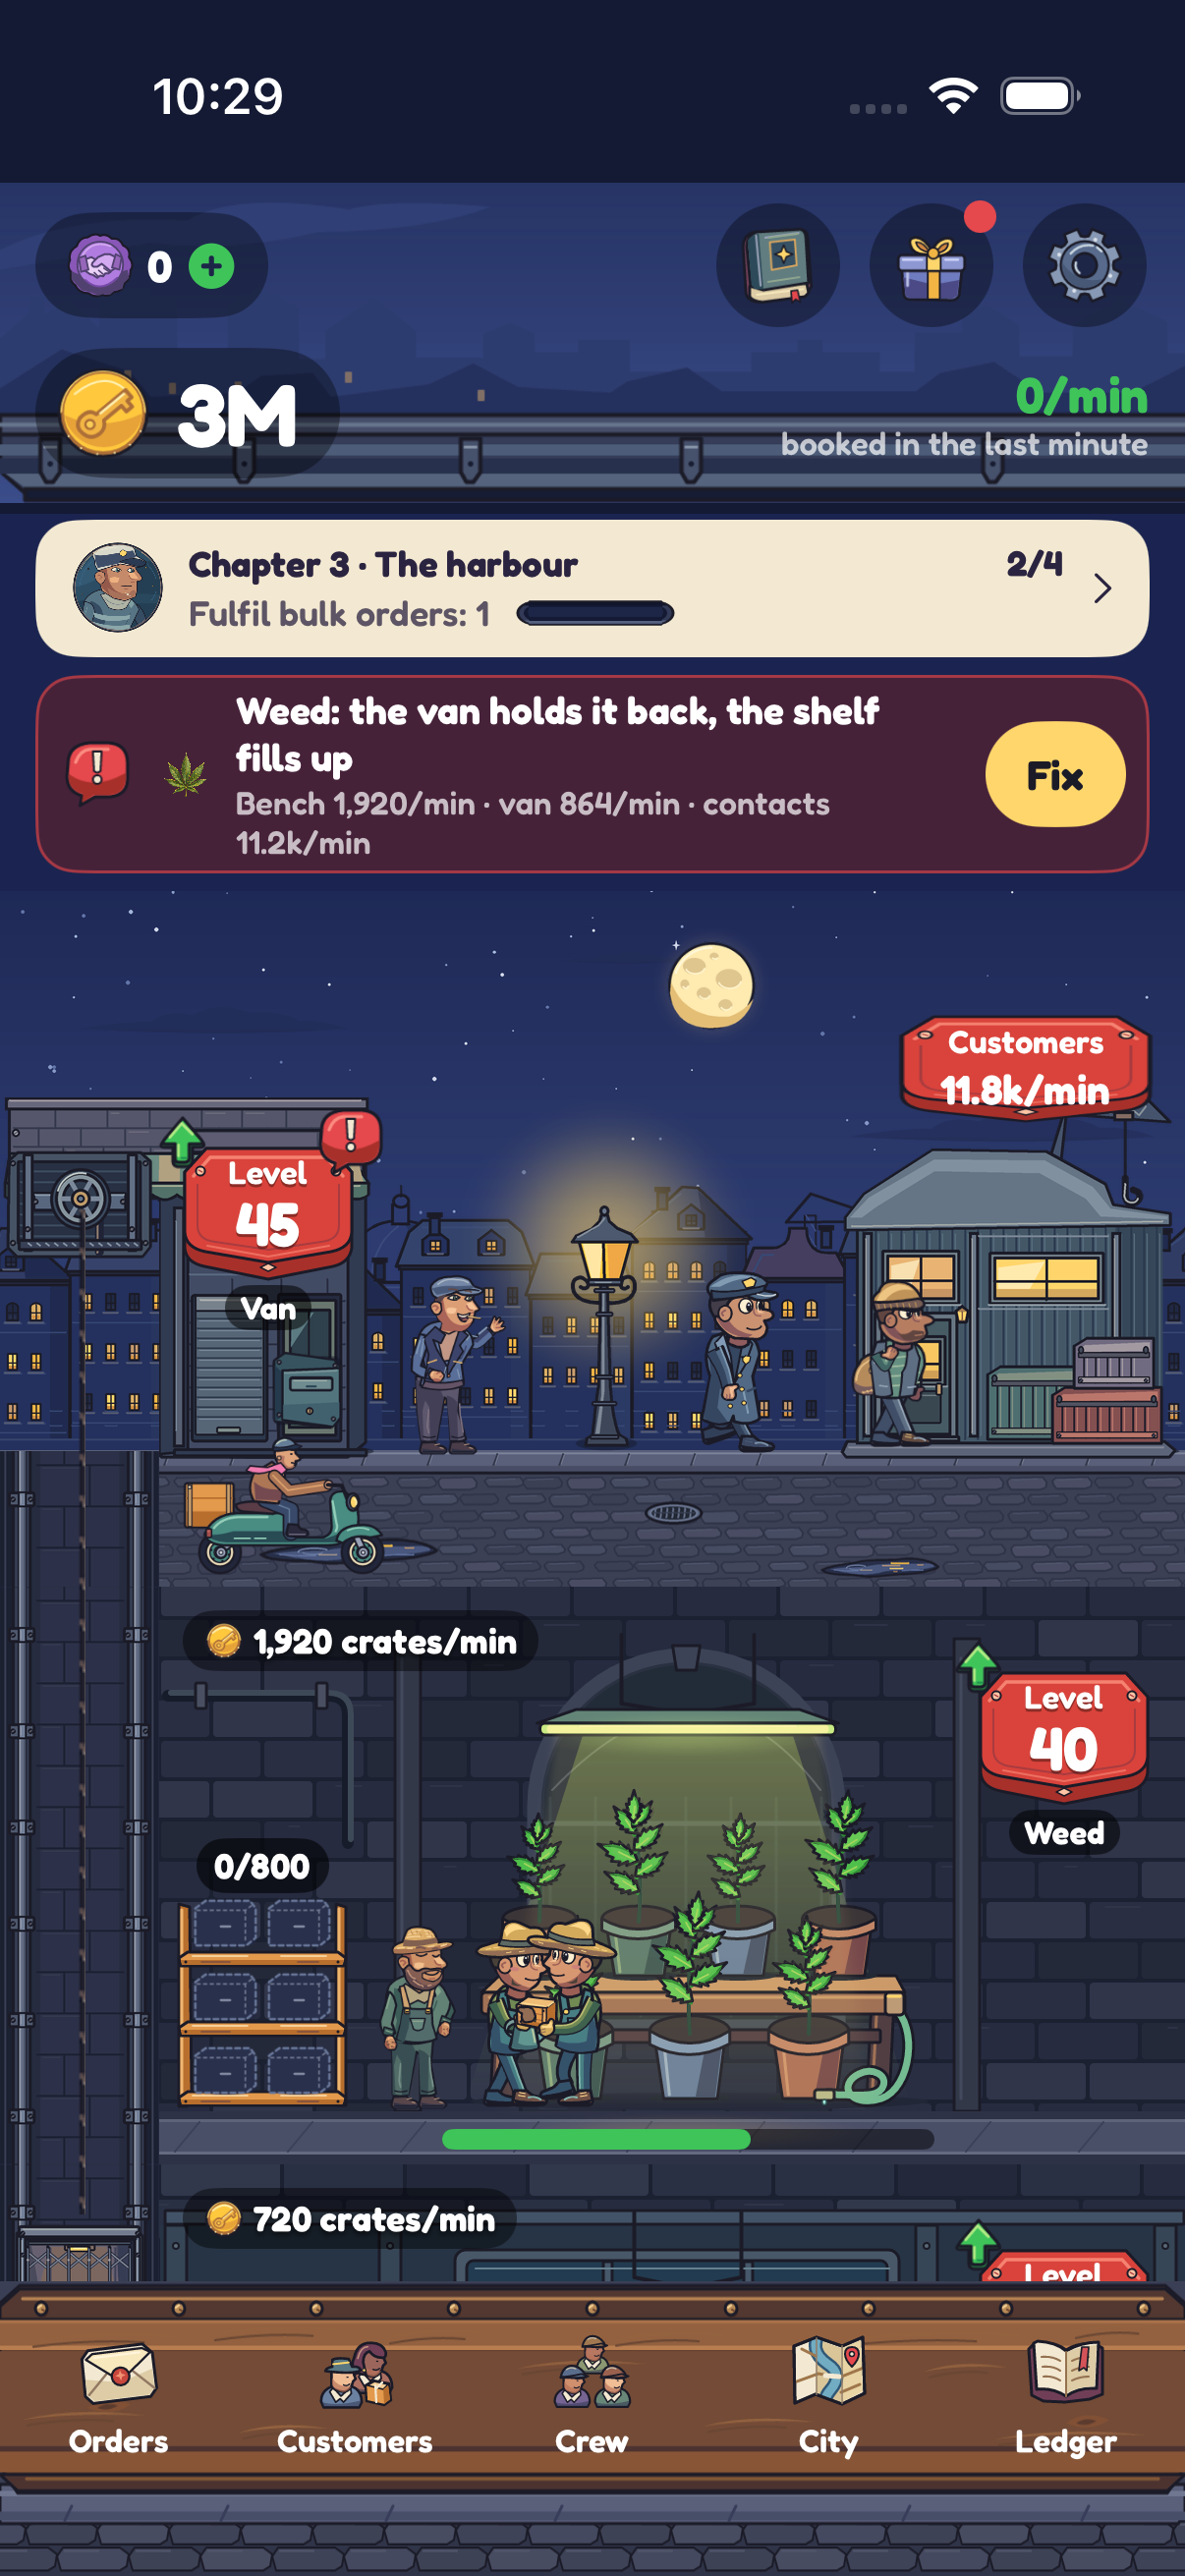 10:29
0
3M
0/min
booked in the last minute
Chapter 3 · The harbour
2/4
Fulfil bulk orders: 1
Weed: the van holds it back, the shelf
fills up
Bench 1,920/min · van 864/min · contacts
11.2k/min
Fix
Customers
11.8k/min
Level
45
Van
1,920 crates/min
Level
40
Weed
0/800
720 crates/min
Level
Orders
Customers
Crew
City
Ledger